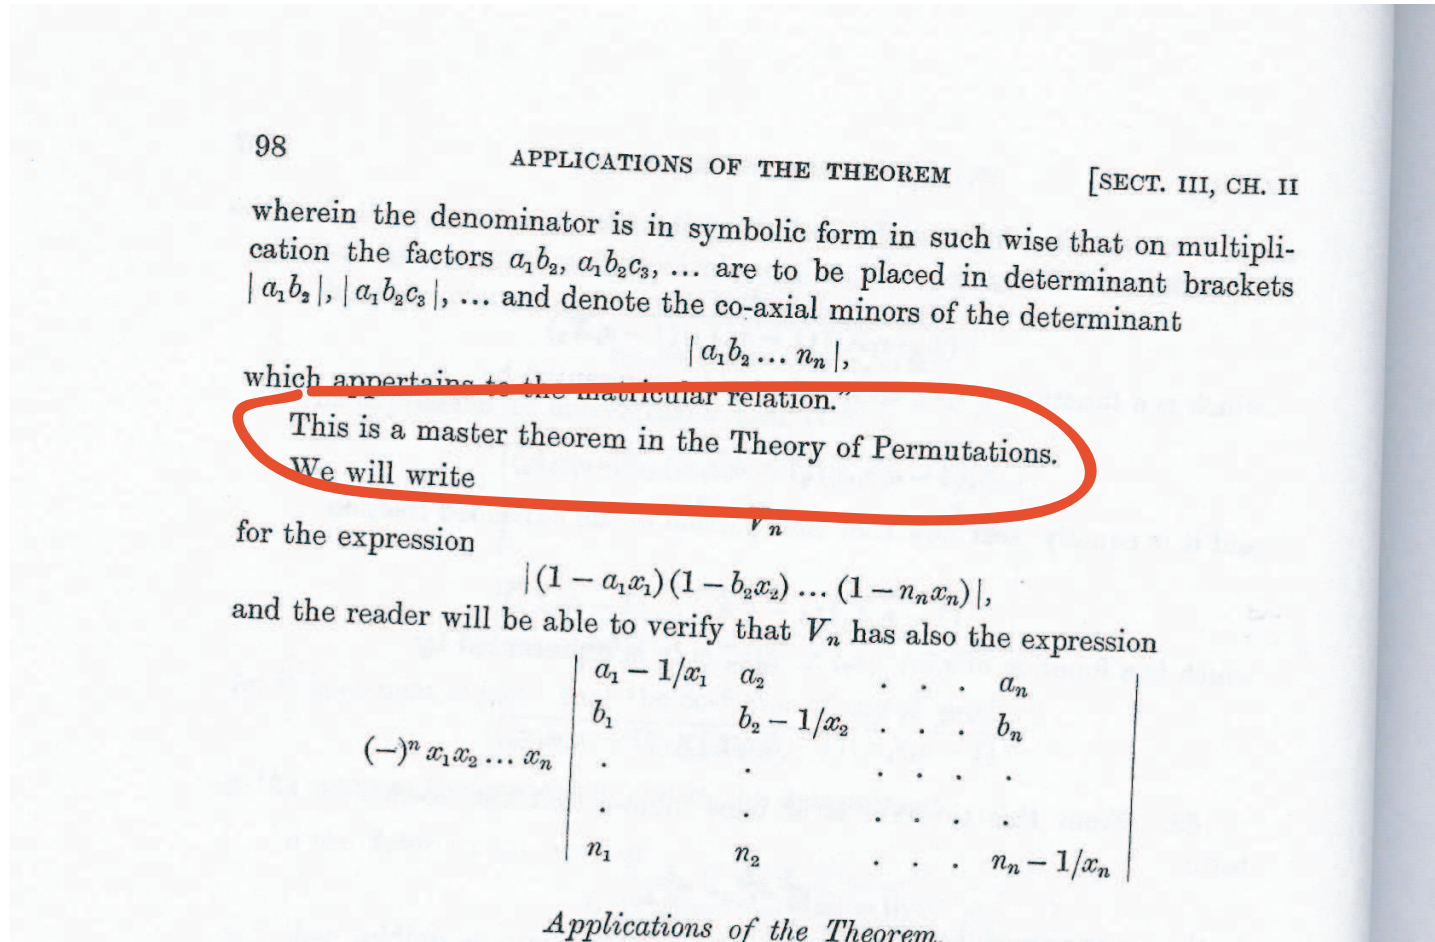 98
APPLICATIONS OF THE THEOREM
[SECT. III, CH. II
wherein the denominator is in symbolic form in such wise that on multipli-
cation the factors a₁b₂, a₁b₂c₃, ... are to be placed in determinant brackets
| a₁b₂ |, | a₁b₂c₃ |, ... and denote the co-axial minors of the determinant
| a₁b₂ ... nₙ |,
which appertains to the matricular relation.”
This is a master theorem in the Theory of Permutations.
We will write
Vₙ
for the expression
| (1 − a₁x₁) (1 − b₂x₂) ... (1 − nₙxₙ) |,
and the reader will be able to verify that Vₙ has also the expression
a₁ − 1/x₁ a₂ . . . aₙ
b₁ b₂ − 1/x₂ . . . bₙ
(−)ⁿ x₁x₂ ... xₙ . . . . . .
. . . . . .
n₁ n₂ . . . nₙ − 1/xₙ
Applications of the Theorem.